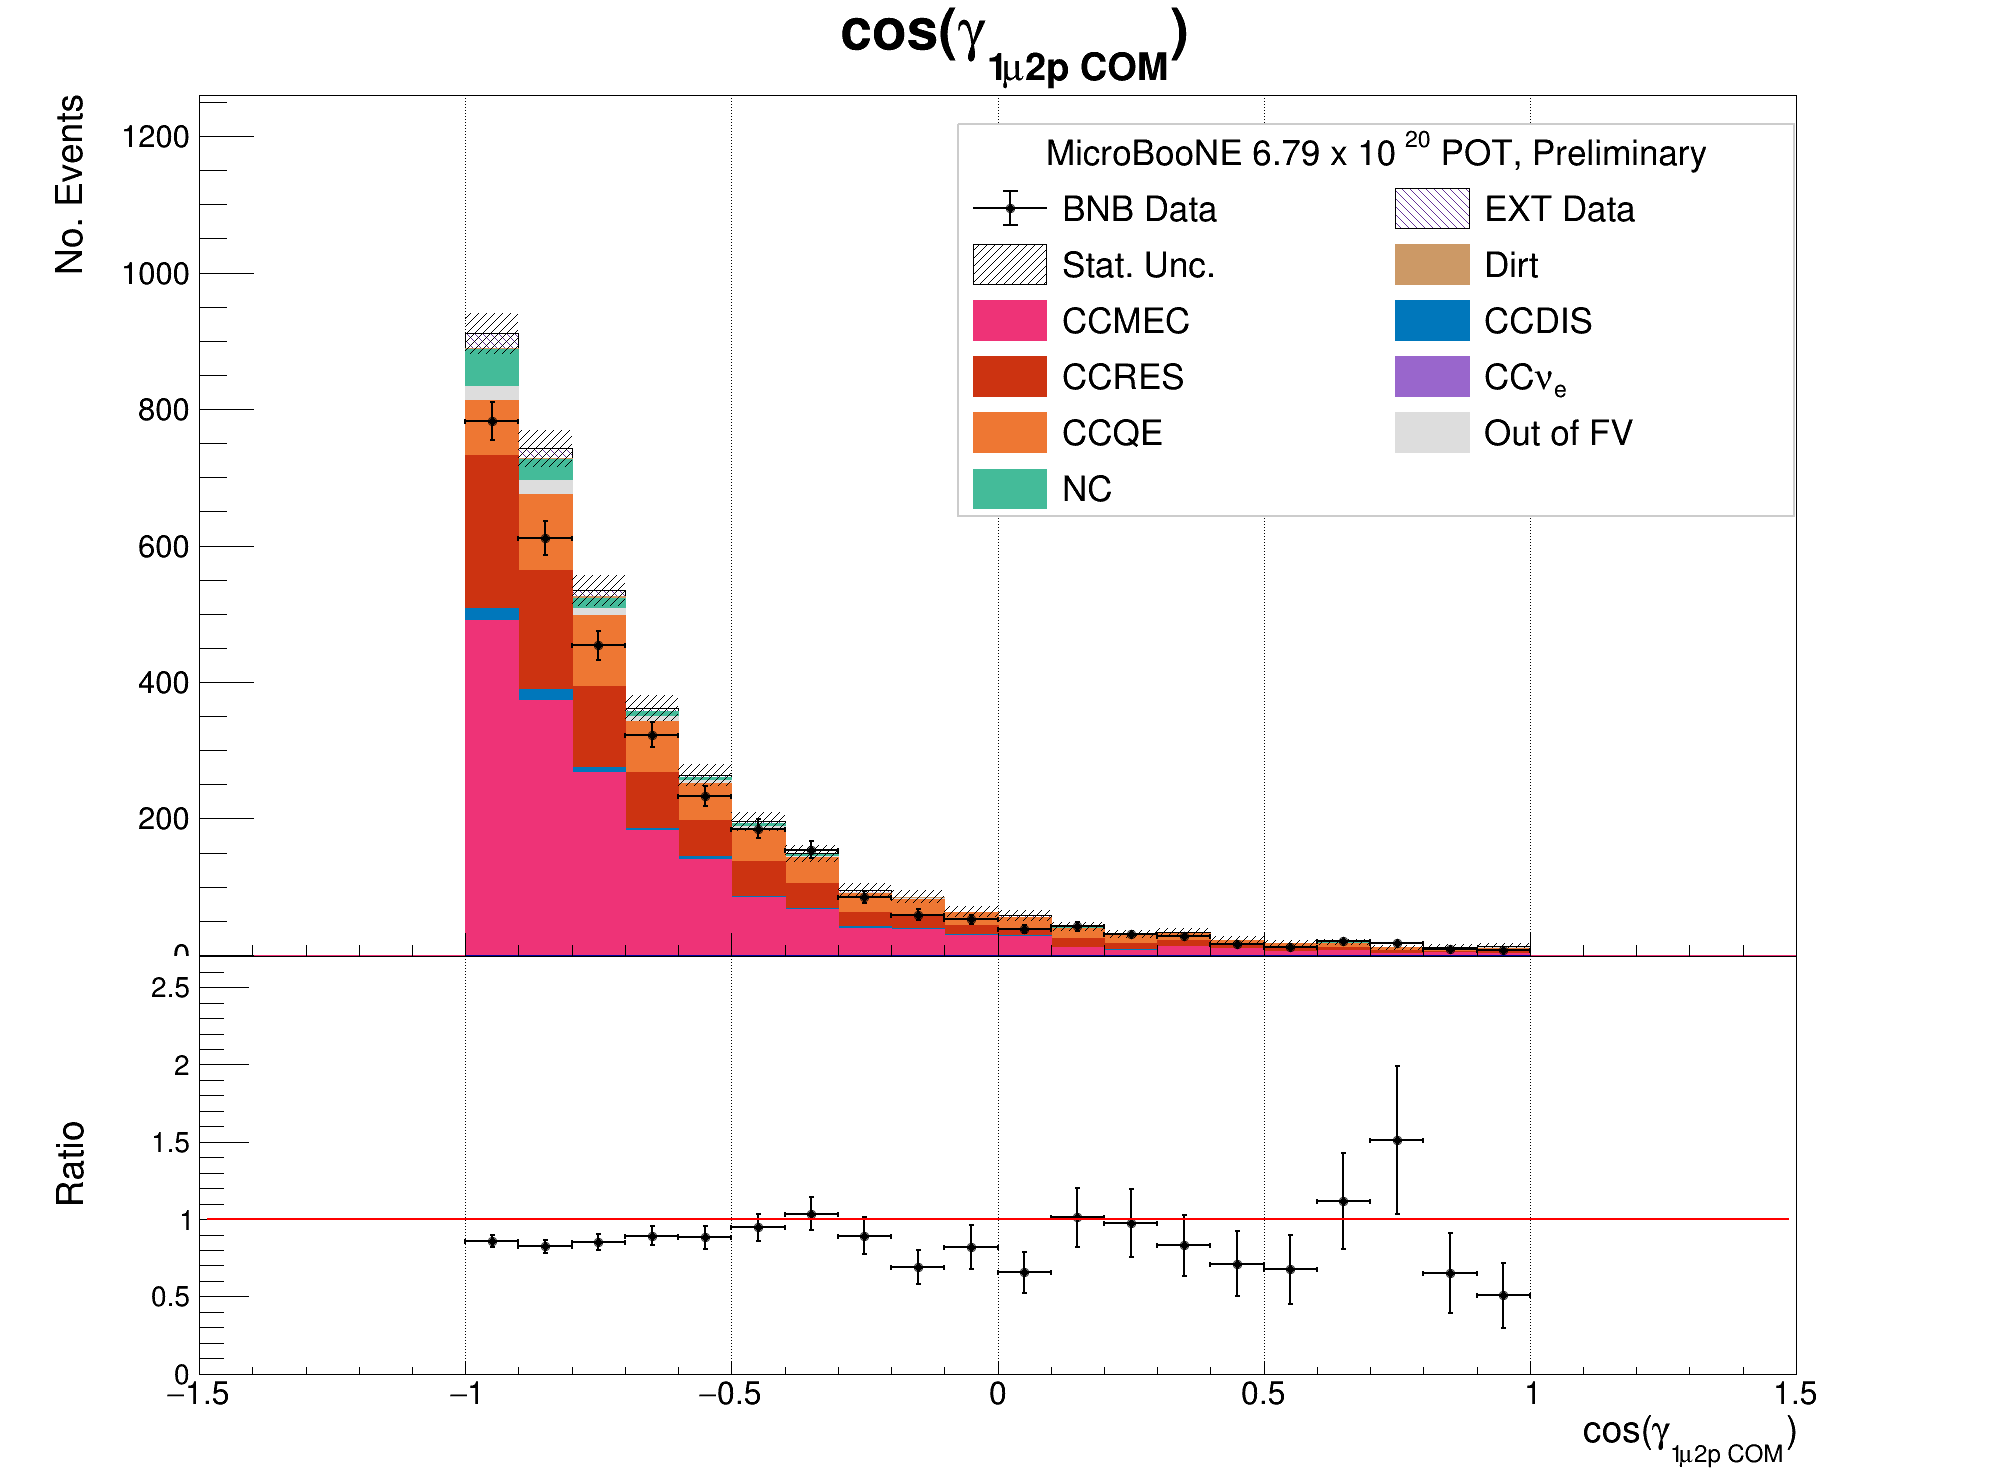 cos(γ 1μ2p COM)
No. Events
1200
1000
800
600
400
200
0
MicroBooNE 6.79 x 10 20 POT, Preliminary
BNB Data
EXT Data
Stat. Unc.
Dirt
CCMEC
CCDIS
CCRES
CCνe
CCQE
Out of FV
NC
Ratio
2.5
2
1.5
1
0.5
0
−1.5 −1 −0.5 0 0.5 1 1.5
cos(γ 1μ2p COM)